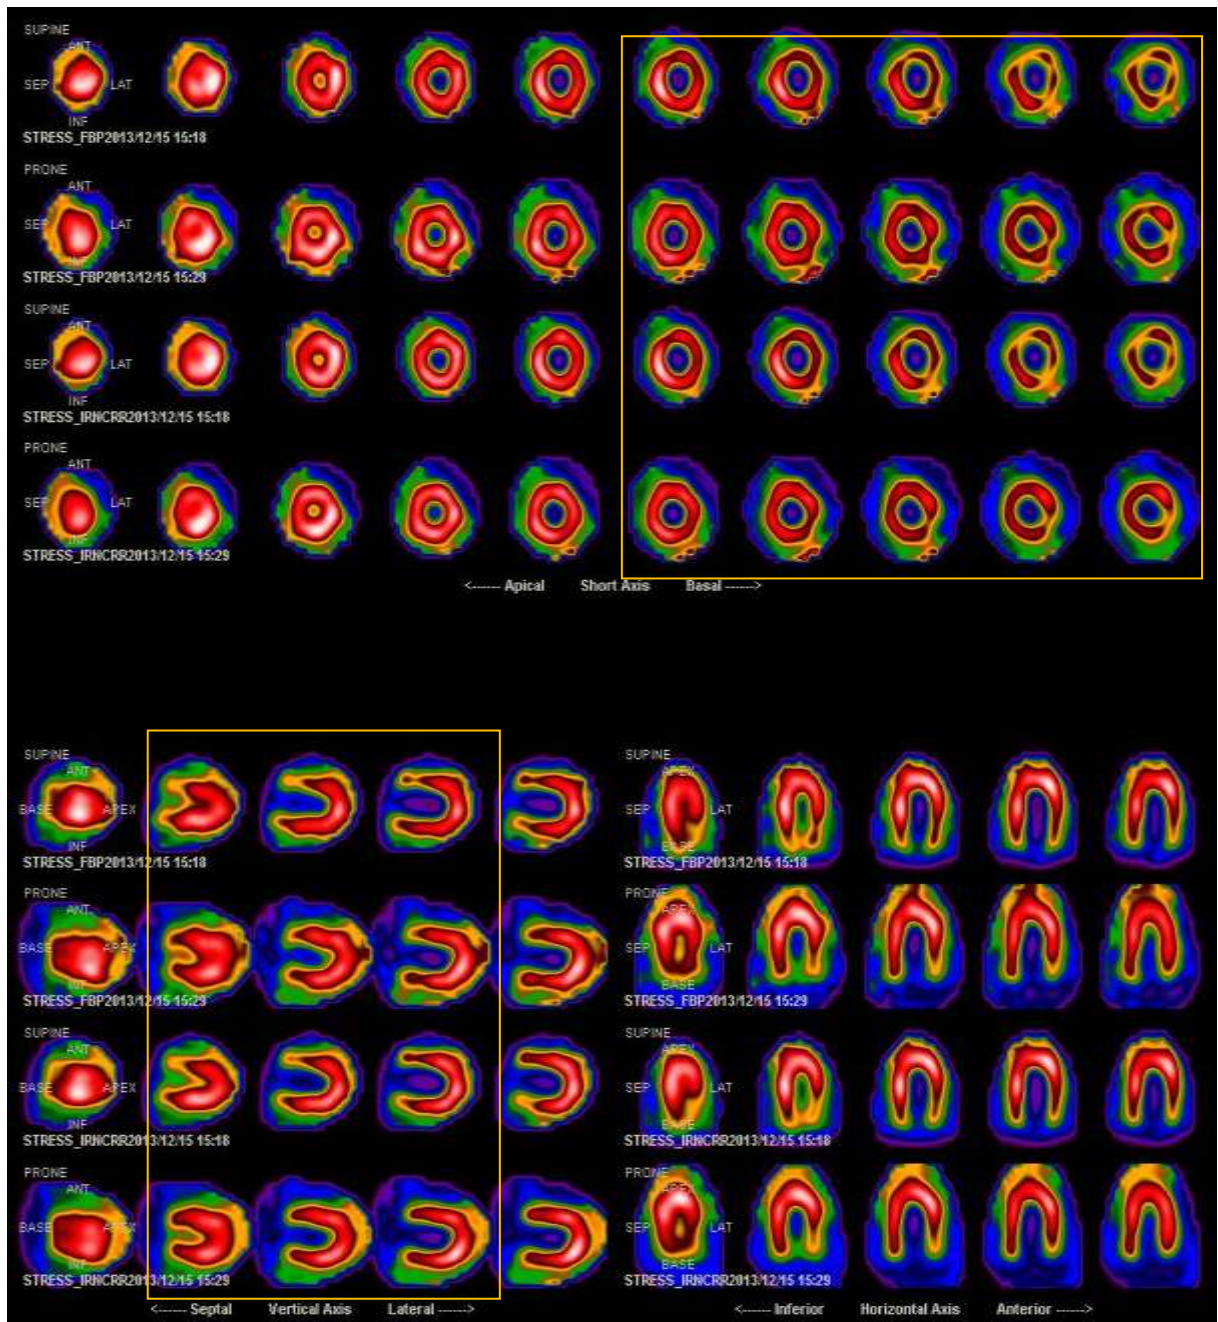 SUPINE
ANT
SEP LAT
INF
STRESS_FBP2013/12/15 15:18
PRONE
ANT
SEP LAT
INF
STRESS_FBP2013/12/15 15:29
SUPINE
ANT
SEP LAT
INF
STRESS_IRNCRR2013/12/15 15:18
PRONE
ANT
SEP LAT
INF
STRESS_IRNCRR2013/12/15 15:29
<------ Apical Short Axis Basal ------>
SUPINE
ANT
BASE APEX
INF
STRESS_FBP2013/12/15 15:18
PRONE
ANT
BASE APEX
INF
STRESS_FBP2013/12/15 15:29
SUPINE
ANT
BASE APEX
INF
STRESS_IRNCRR2013/12/15 15:18
PRONE
ANT
BASE APEX
INF
STRESS_IRNCRR2013/12/15 15:29
<------ Septal Vertical Axis Lateral ------>
SUPINE
APEX
SEP LAT
BASE
STRESS_FBP2013/12/15 15:18
PRONE
APEX
SEP LAT
BASE
STRESS_FBP2013/12/15 15:29
SUPINE
APEX
SEP LAT
BASE
STRESS_IRNCRR2013/12/15 15:18
PRONE
APEX
SEP LAT
BASE
STRESS_IRNCRR2013/12/15 15:29
<------ Inferior Horizontal Axis Anterior ------>